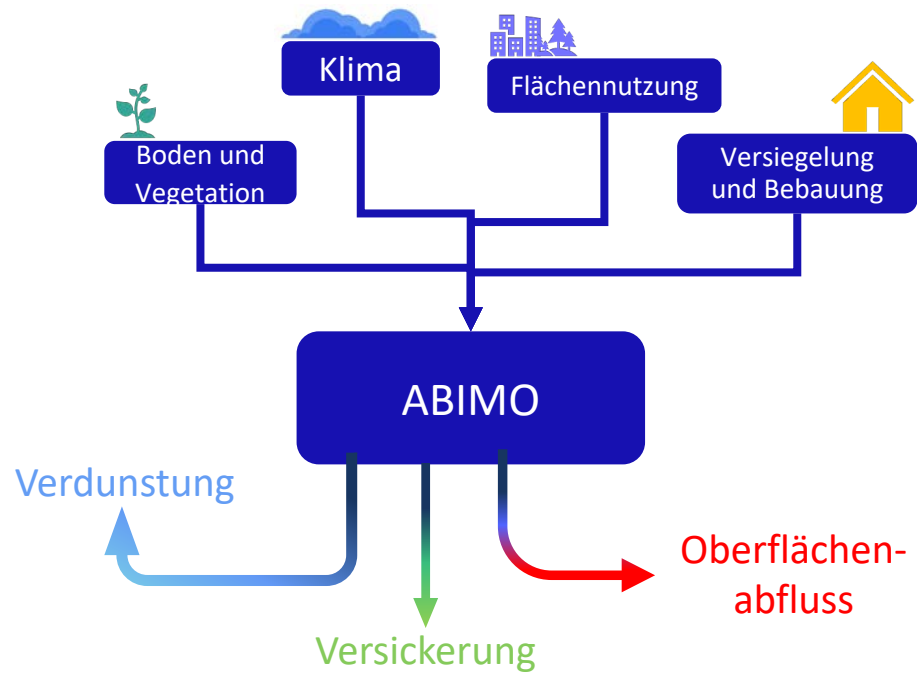 Klima
Flächennutzung
Boden und
Vegetation
Versiegelung
und Bebauung
ABIMO
Verdunstung
Oberflächen-
abfluss
Versickerung